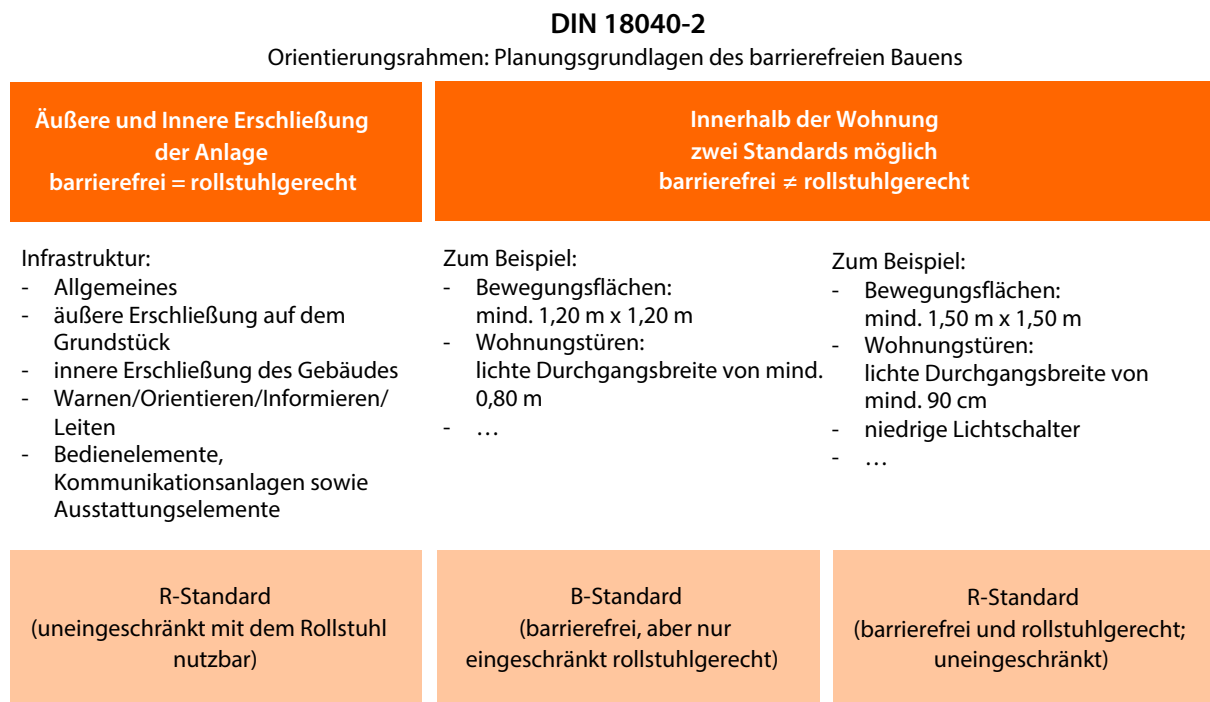 DIN 18040-2
Orientierungsrahmen: Planungsgrundlagen des barrierefreien Bauens
Äußere und Innere Erschließung
der Anlage
barrierefrei = rollstuhlgerecht
Innerhalb der Wohnung
zwei Standards möglich
barrierefrei ≠ rollstuhlgerecht
Infrastruktur:
- Allgemeines
- äußere Erschließung auf dem
Grundstück
- innere Erschließung des Gebäudes
- Warnen/Orientieren/Informieren/
Leiten
- Bedienelemente,
Kommunikationsanlagen sowie
Ausstattungselemente
Zum Beispiel:
- Bewegungsflächen:
mind. 1,20 m x 1,20 m
- Wohnungstüren:
lichte Durchgangsbreite von mind.
0,80 m
- …
Zum Beispiel:
- Bewegungsflächen:
mind. 1,50 m x 1,50 m
- Wohnungstüren:
lichte Durchgangsbreite von
mind. 90 cm
- niedrige Lichtschalter
- …
R-Standard
(uneingeschränkt mit dem Rollstuhl
nutzbar)
B-Standard
(barrierefrei, aber nur
eingeschränkt rollstuhlgerecht)
R-Standard
(barrierefrei und rollstuhlgerecht;
uneingeschränkt)